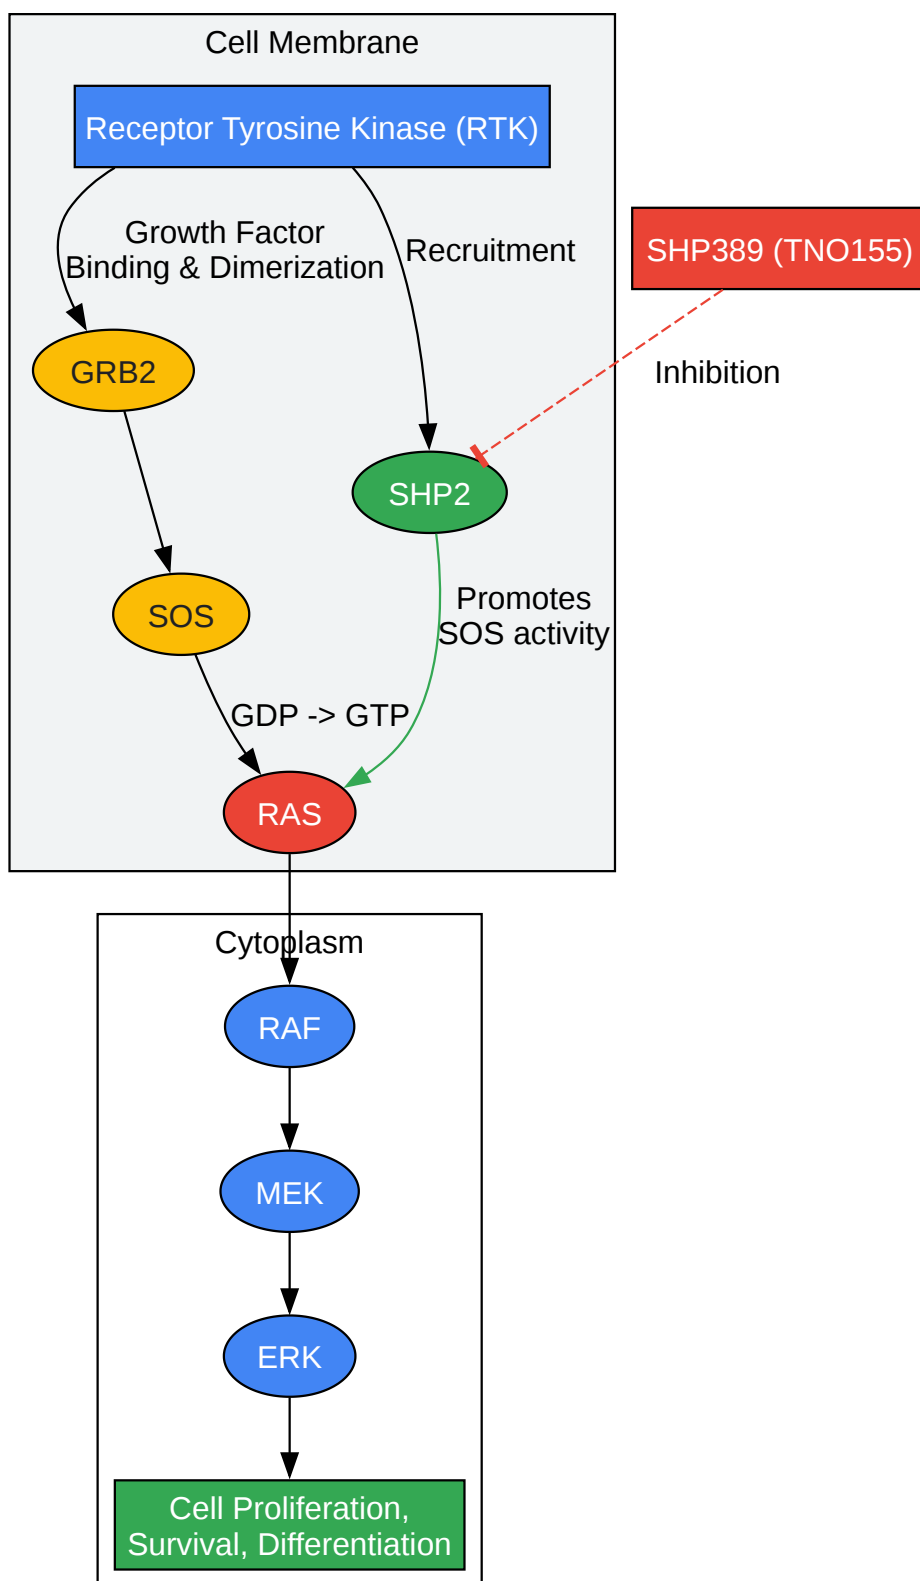 Cell Membrane
Receptor Tyrosine Kinase (RTK)
Growth Factor
Binding & Dimerization
Recruitment
SHP389 (TNO155)
GRB2
Inhibition
SHP2
SOS
Promotes
SOS activity
GDP -> GTP
RAS
Cytoplasm
RAF
MEK
ERK
Cell Proliferation,
Survival, Differentiation